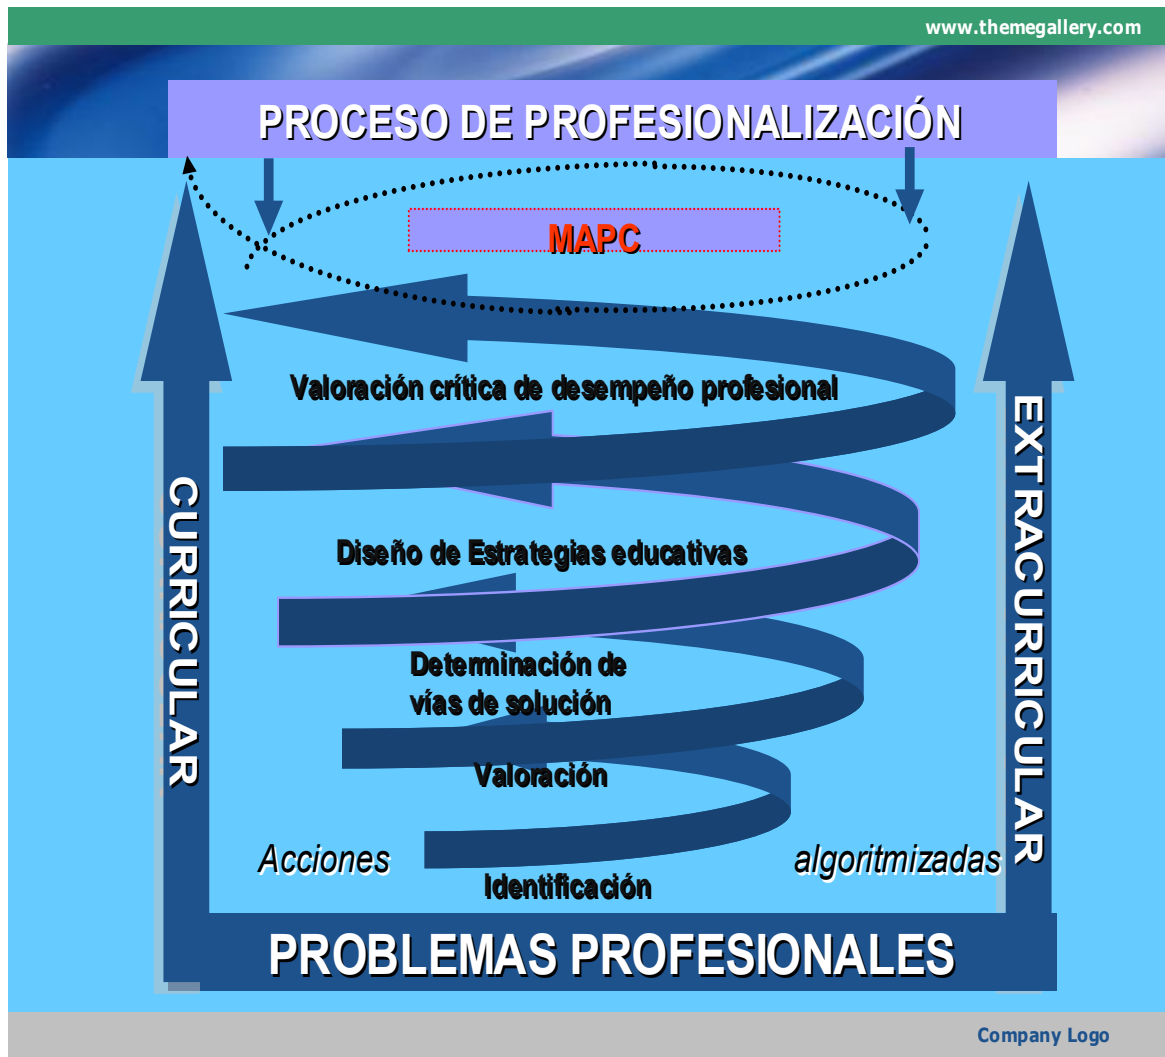 www.themegallery.com
PROCESO DE PROFESIONALIZACIÓN
MAPC
Valoración crítica de desempeño profesional
CURRICULAR
EXTRACURRICULAR
Diseño de Estrategias educativas
Determinación de
vías de solución
Valoración
Acciones
algoritmizadas
Identificación
PROBLEMAS PROFESIONALES
Company Logo